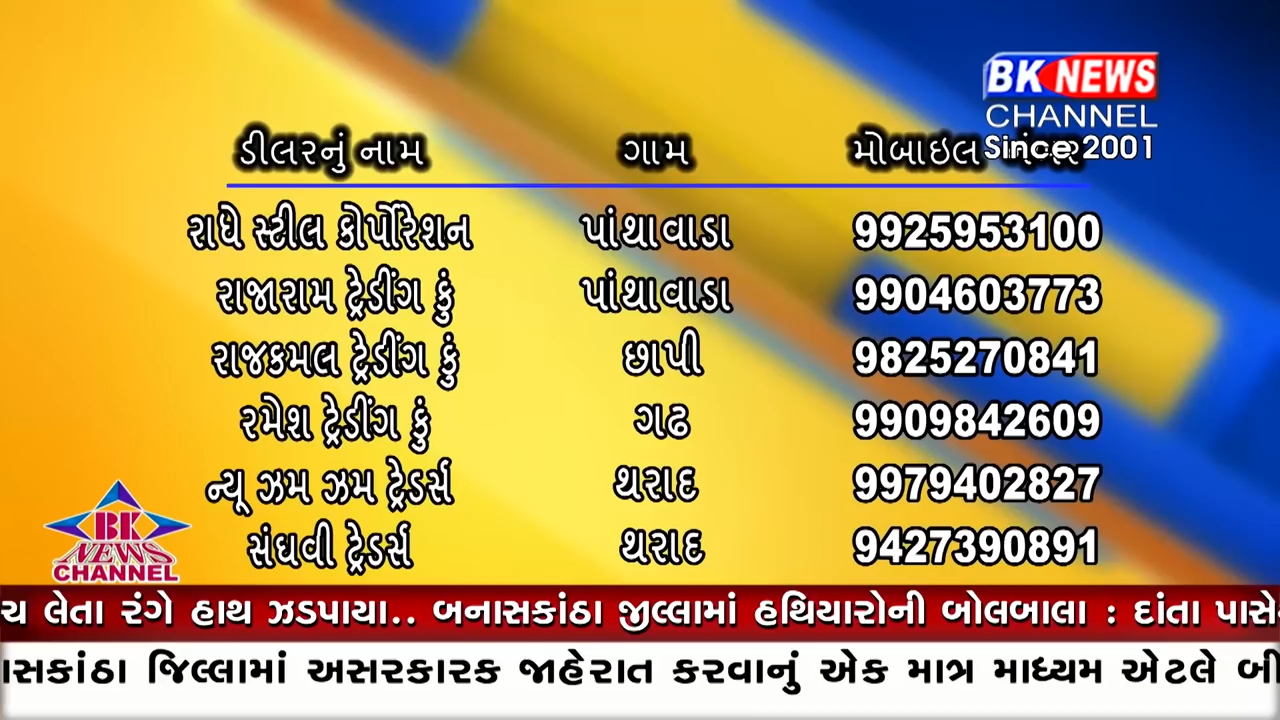 BK NEWS
CHANNEL
Since 2001
ડીલરનું નામ ગામ મોબાઇલ
રાધે સ્ટીલ કોર્પોરેશન પાંથાવાડા 9925953100
રાજારામ ટ્રેડીંગ કું પાંથાવાડા 9904603773
રાજકમલ ટ્રેડીંગ કું છાપી 9825270841
રમેશ ટ્રેડીંગ કું ગઢ 9909842609
ન્યૂ ઝમ ઝમ ટ્રેડર્સ થરાદ 9979402827
સંઘવી ટ્રેડર્સ થરાદ 9427390891
BK
NEWS
CHANNEL
ચ લેતા રંગે હાથ ઝડપાયા.. બનાસકાંઠા જીલ્લામાં હથિયારોની બોલબાલા : દાંતા પાસે
ાસકાંઠા જિલ્લામાં અસરકારક જાહેરાત કરવાનું એક માત્ર માધ્યમ એટલે બી